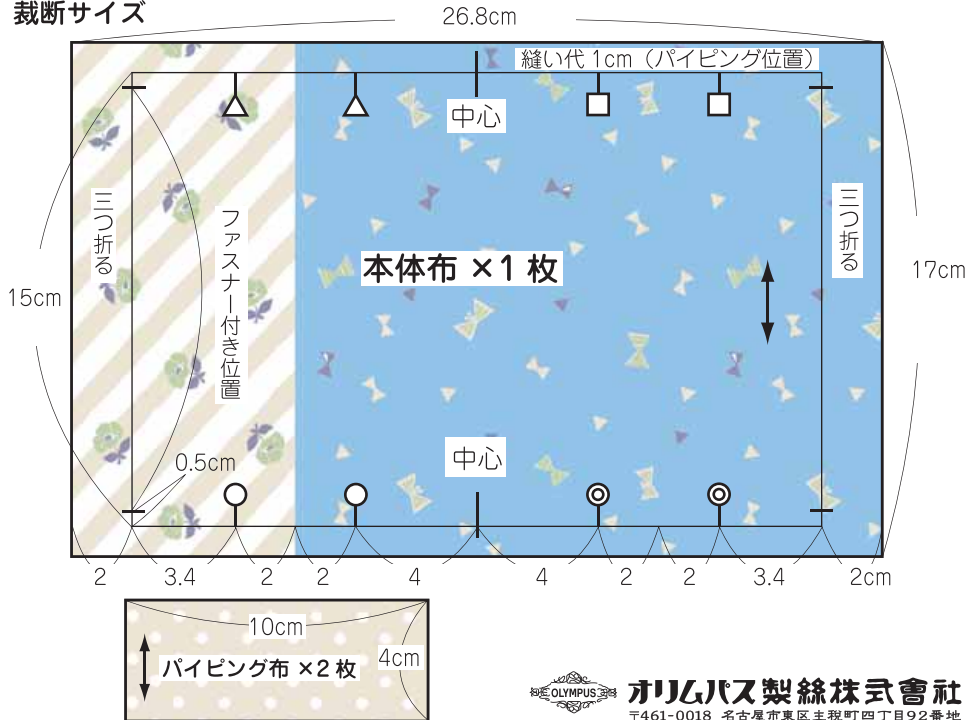 裁断サイズ
26.8cm
縫い代1cm（パイピング位置）
中心
三つ折る
ファスナー付き位置
三つ折る
本体布 ×1枚
15cm
17cm
0.5cm
中心
2 3.4 2 2 4 4 2 2 3.4 2cm
10cm
4cm
パイピング布 ×2枚
OLYMPUS
オリムパス製絲株式會社
〒461-0018 名古屋市東区主税町四丁目92番地